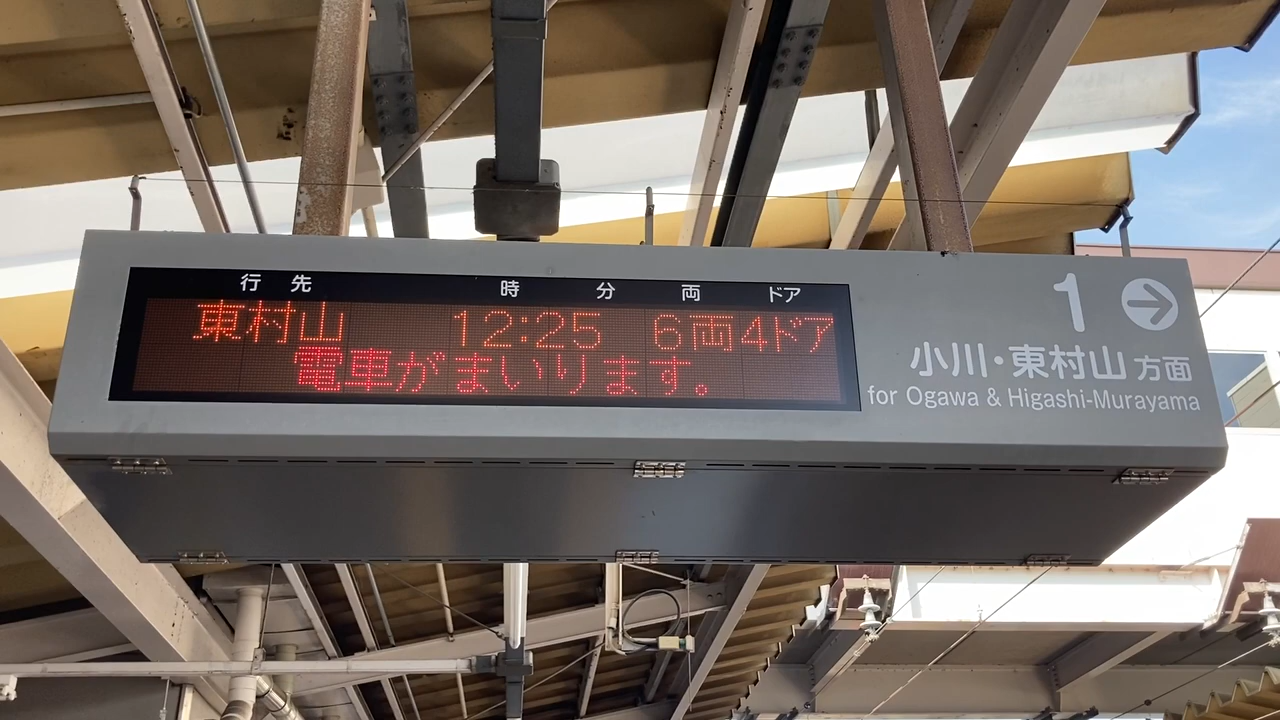 行先 時 分 両 ドア
東村山 12:25 6両4ドア
電車がまいります。
1
小川・東村山 方面
for Ogawa & Higashi-Murayama